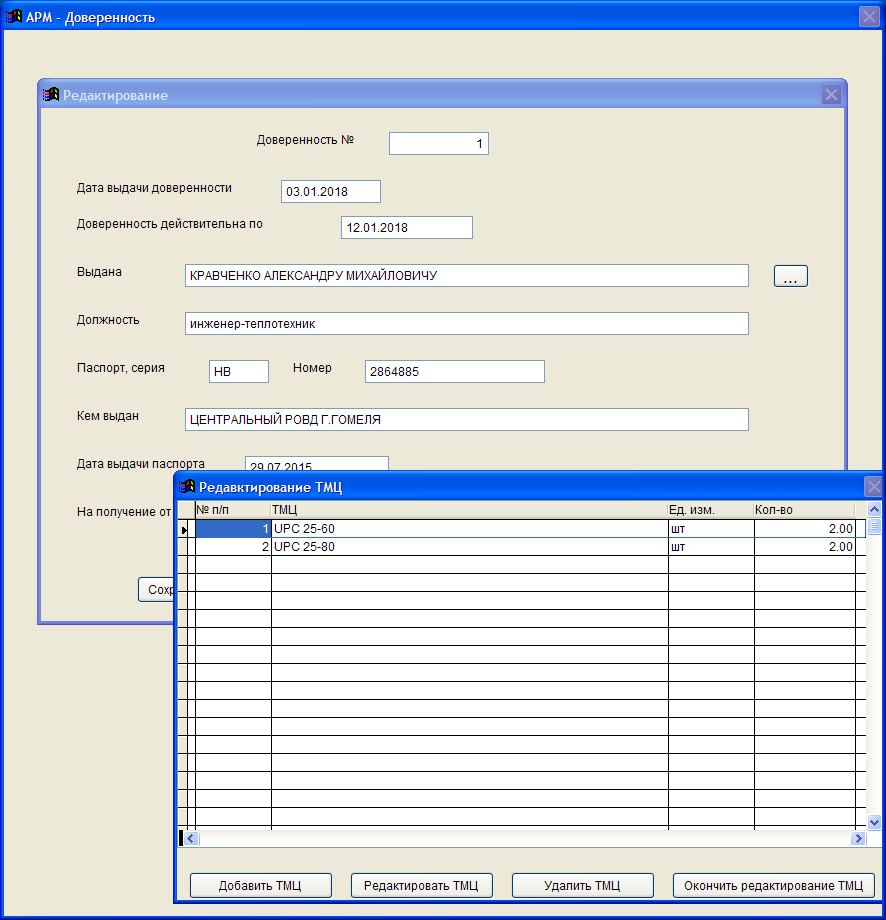 АРМ - Доверенность
Редактирование
Доверенность № 1
Дата выдачи доверенности 03.01.2018
Доверенность действительна по 12.01.2018
Выдана КРАВЧЕНКО АЛЕКСАНДРУ МИХАЙЛОВИЧУ ...
Должность инженер-теплотехник
Паспорт, серия НВ Номер 2864885
Кем выдан ЦЕНТРАЛЬНЫЙ РОВД Г.ГОМЕЛЯ
Дата выдачи паспорта 29.07.2015
На получение от
Сохр
Редавктирование ТМЦ
№ п/п ТМЦ Ед. изм. Кол-во
1 UPC 25-60 шт 2.00
2 UPC 25-80 шт 2.00
Добавить ТМЦ Редактировать ТМЦ Удалить ТМЦ Окончить редактирование ТМЦ